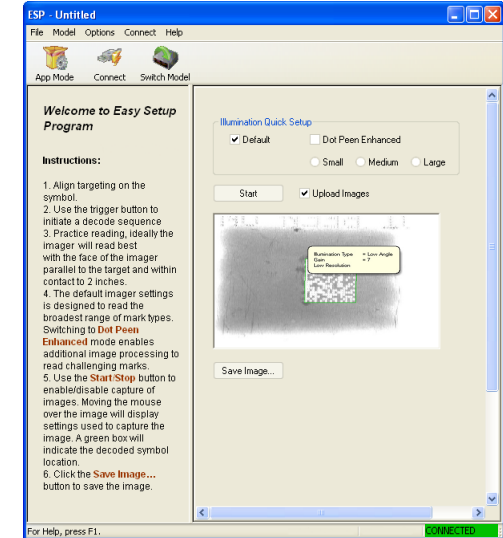 ESP - Untitled
File Model Options Connect Help
App Mode Connect Switch Model
Welcome to Easy Setup
Program
Instructions:
1. Align targeting on the
symbol.
2. Use the trigger button to
initiate a decode sequence
3. Practice reading, ideally the
imager will read best
with the face of the imager
parallel to the target and within
contact to 2 inches.
4. The default imager settings
is designed to read the
broadest range of mark types.
Switching to Dot Peen
Enhanced mode enables
additional image processing to
read challenging marks.
5. Use the Start/Stop button to
enable/disable capture of
images. Moving the mouse
over the image will display
settings used to capture the
image. A green box will
indicate the decoded symbol
location.
6. Click the Save Image...
button to save the image.
Illumination Quick Setup
Default Dot Peen Enhanced
Small Medium Large
Start Upload Images
Illumination Type = Low Angle
Gain = 7
Low Resolution
Save Image...
For Help, press F1. CONNECTED